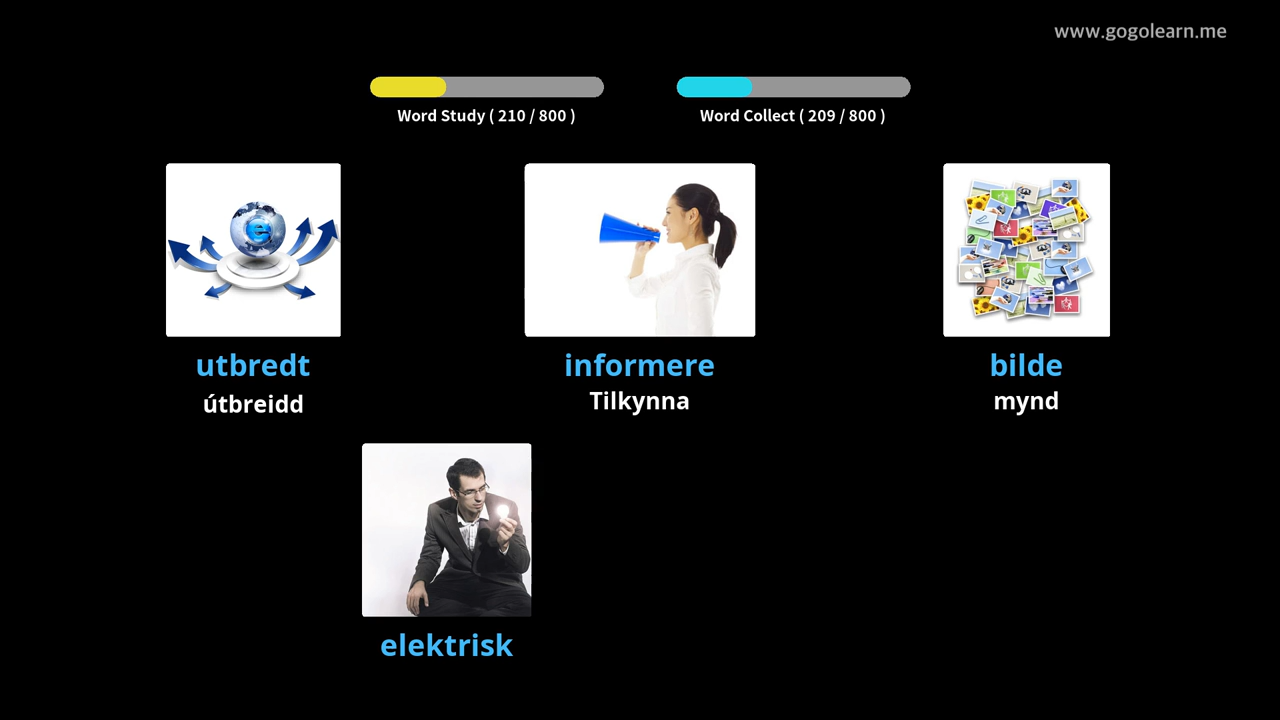 www.gogolearn.me
Word Study ( 210 / 800 )
Word Collect ( 209 / 800 )
e
utbredt
informere
bilde
útbreidd
Tilkynna
mynd
elektrisk